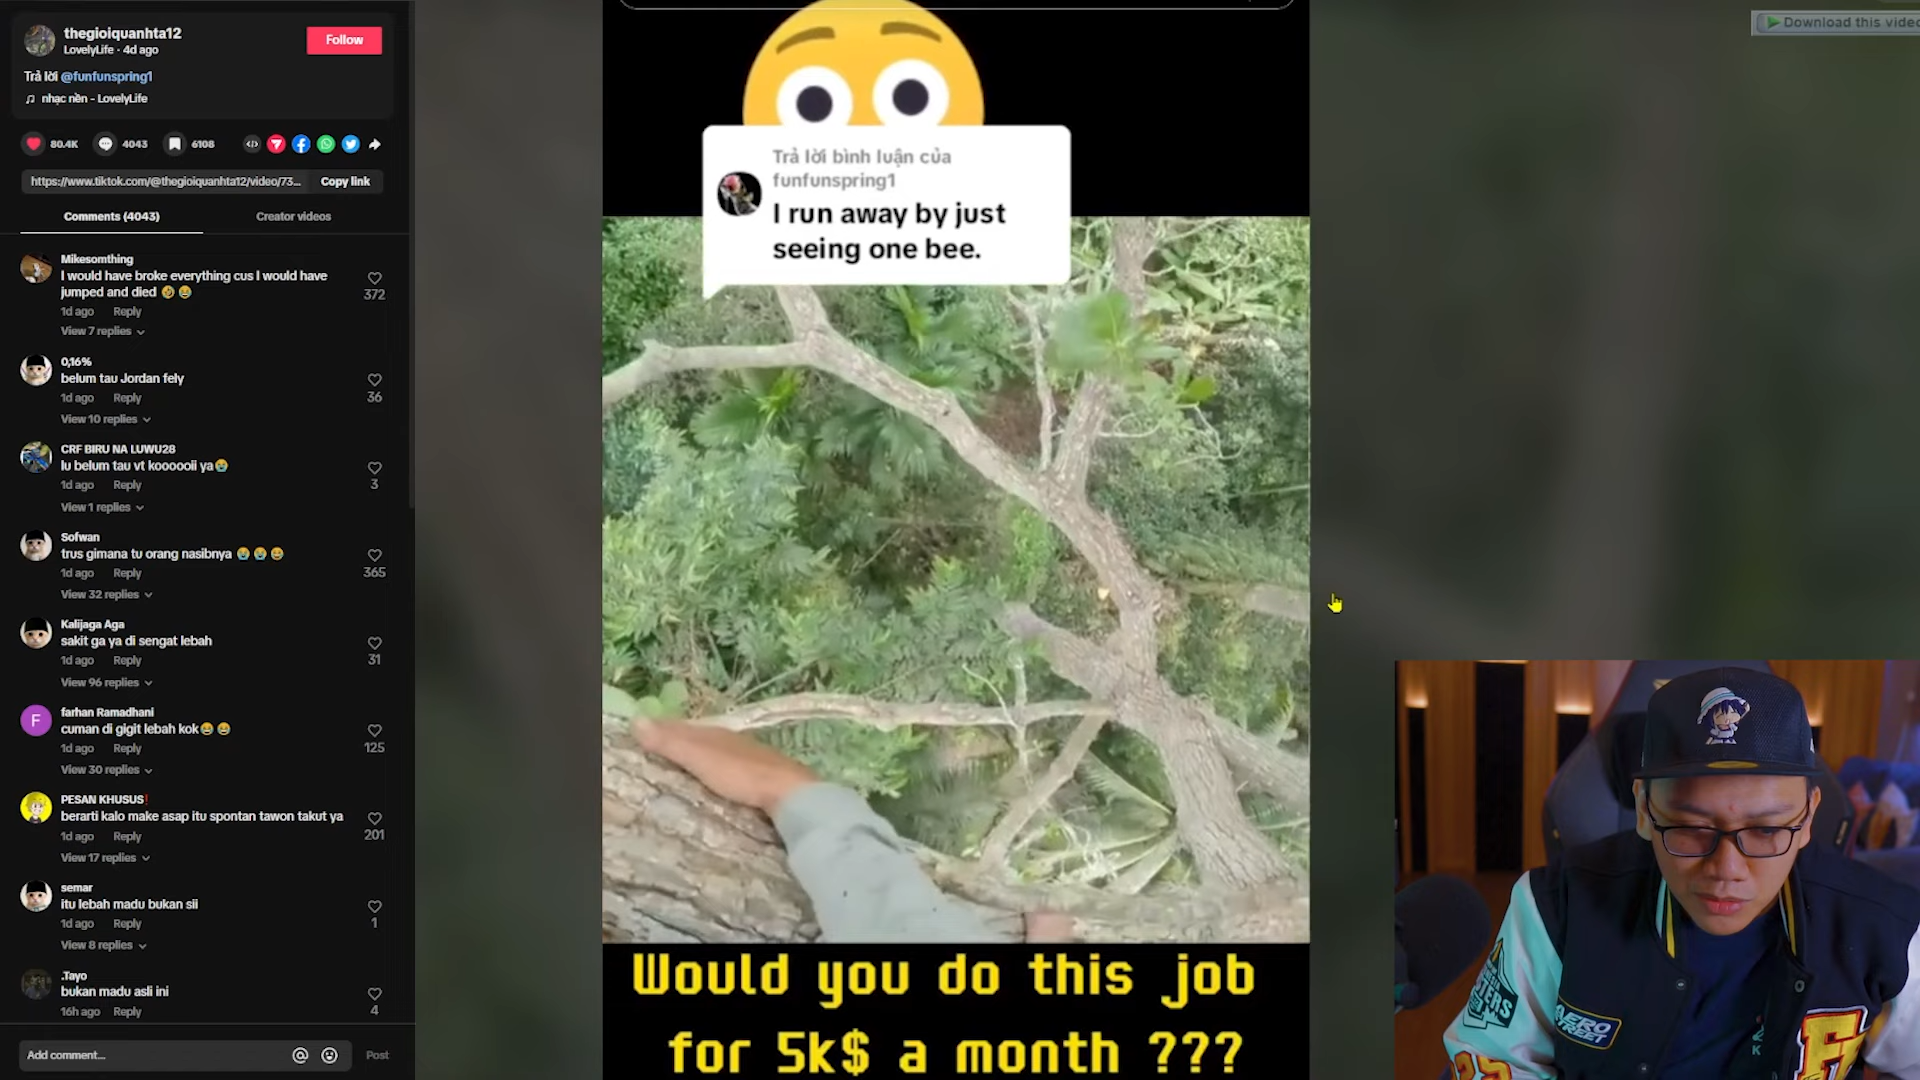 thegioiquanhta12
LovelyLife · 4d ago
Follow
Trả lời @funfunspring1
nhạc nền - LovelyLife
80.4K
4043
6108
https://www.tiktok.com/@thegioiquanhta12/video/73...
Copy link
Comments (4043)
Creator videos
Mikesomthing
I would have broke everything cus I would have
jumped and died 🤣😂
372
1d ago Reply
View 7 replies
0,16%
belum tau Jordan fely
36
1d ago Reply
View 10 replies
CRF BIRU NA LUWU28
lu belum tau vt koooooii ya😭
3
1d ago Reply
View 1 replies
Sofwan
trus gimana tu orang nasibnya 😭😭😂
365
1d ago Reply
View 32 replies
Kalijaga Aga
sakit ga ya di sengat lebah
31
1d ago Reply
View 96 replies
F
farhan Ramadhani
cuman di gigit lebah kok😂😂
125
1d ago Reply
View 30 replies
PESAN KHUSUS❗
berarti kalo make asap itu spontan tawon takut ya
201
1d ago Reply
View 17 replies
semar
itu lebah madu bukan sii
1
1d ago Reply
View 8 replies
.Tayo
bukan madu asli ini
4
16h ago Reply
Add comment...
Post
Trả lời bình luận của
funfunspring1
I run away by just
seeing one bee.
Would you do this job
for 5k$ a month ???
Download this video
AERO
STREET